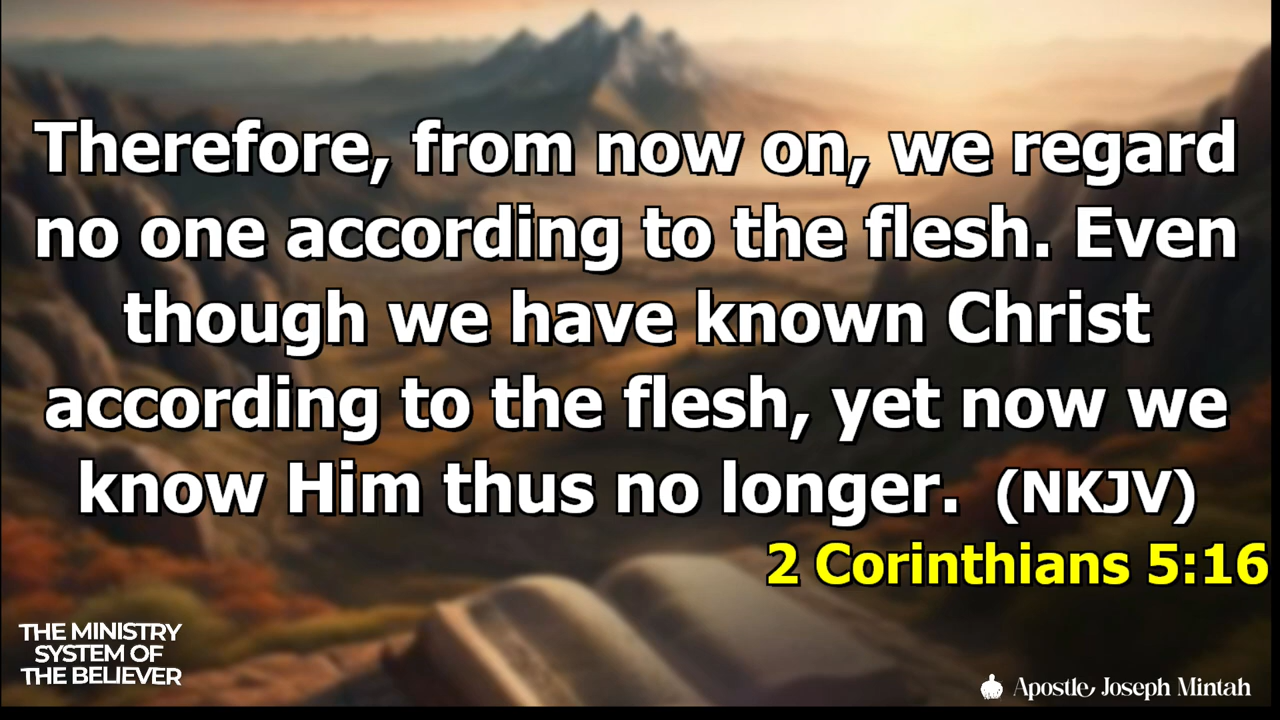 Therefore, from now on, we regard
no one according to the flesh. Even
though we have known Christ
according to the flesh, yet now we
know Him thus no longer. (NKJV)
2 Corinthians 5:16
THE MINISTRY
SYSTEM OF
THE BELIEVER
Apostle Joseph Mintah